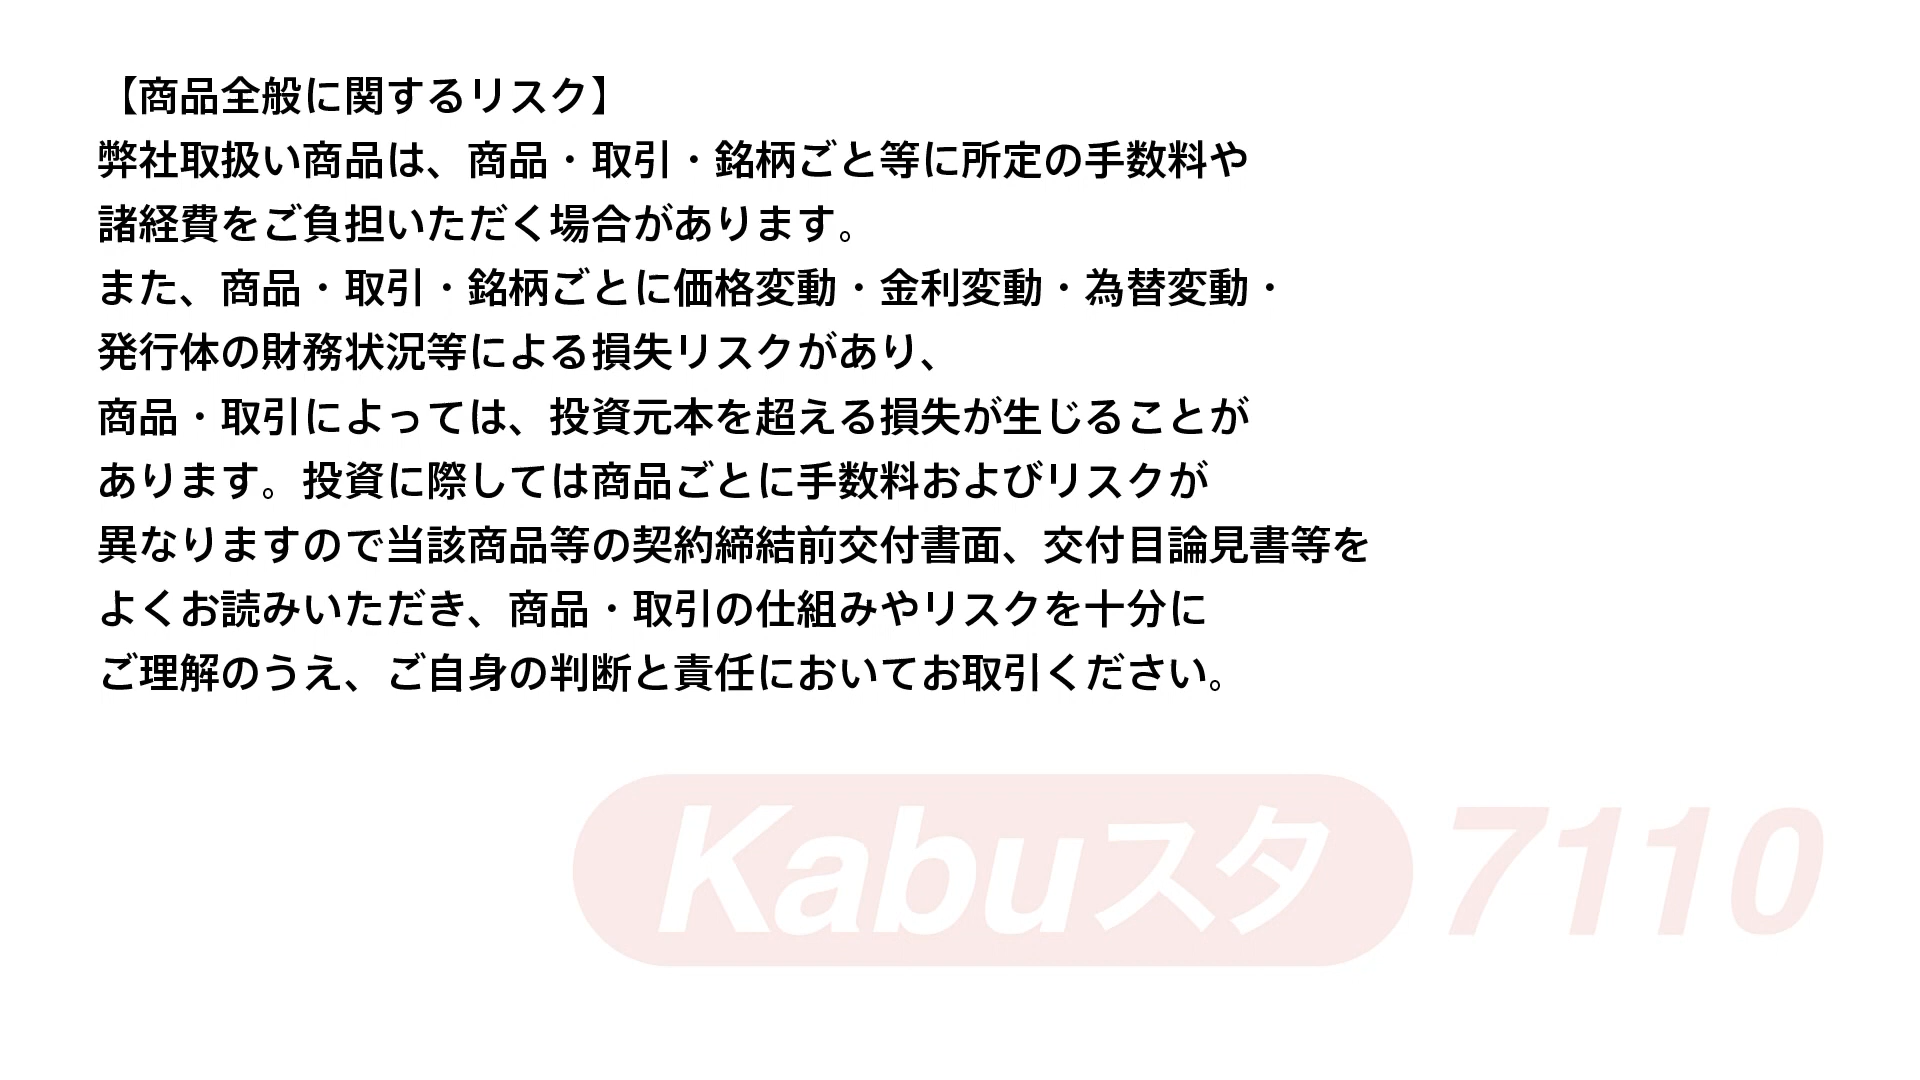 【商品全般に関するリスク】
弊社取扱い商品は、商品・取引・銘柄ごと等に所定の手数料や
諸経費をご負担いただく場合があります。
また、商品・取引・銘柄ごとに価格変動・金利変動・為替変動・
発行体の財務状況等による損失リスクがあり、
商品・取引によっては、投資元本を超える損失が生じることが
あります。投資に際しては商品ごとに手数料およびリスクが
異なりますので当該商品等の契約締結前交付書面、交付目論見書等を
よくお読みいただき、商品・取引の仕組みやリスクを十分に
ご理解のうえ、ご自身の判断と責任においてお取引ください。
Kabuスタ 7110